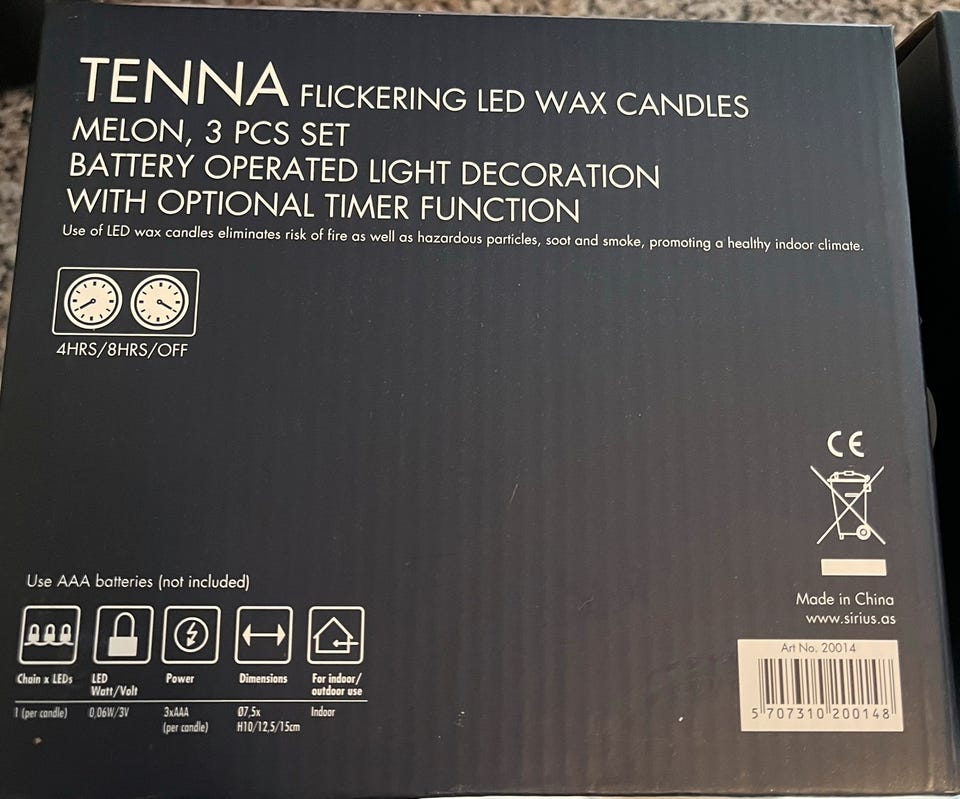 TENNA FLICKERING LED WAX CANDLES
MELON, 3 PCS SET
BATTERY OPERATED LIGHT DECORATION
WITH OPTIONAL TIMER FUNCTION
Use of LED wax candles eliminates risk of fire as well as hazardous particles, soot and smoke, promoting a healthy indoor climate.
4HRS/8HRS/OFF
CE
Use AAA batteries (not included)
Made in China
www.sirius.as
Art No. 20014
5 707310 200148
Chain x LEDs
LED Watt/Volt
Power
Dimensions
For indoor/ outdoor use
1 (per candle)
0,06W/3V
3xAAA (per candle)
Ø7,5x H10/12,5/15cm
Indoor